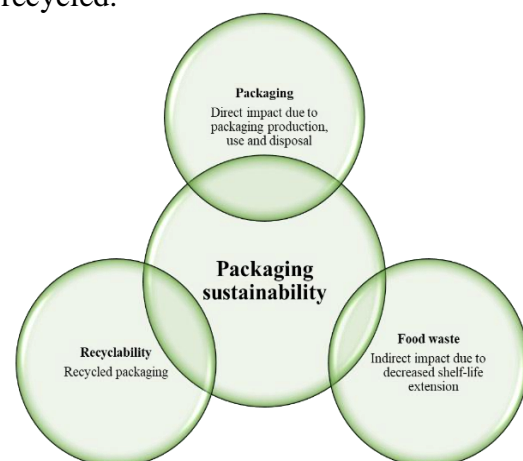 recycled.
Packaging
Direct impact due to
packaging production,
use and disposal
Packaging
sustainability
Recyclability
Recycled packaging
Food waste
Indirect impact due to
decreased shelf-life
extension